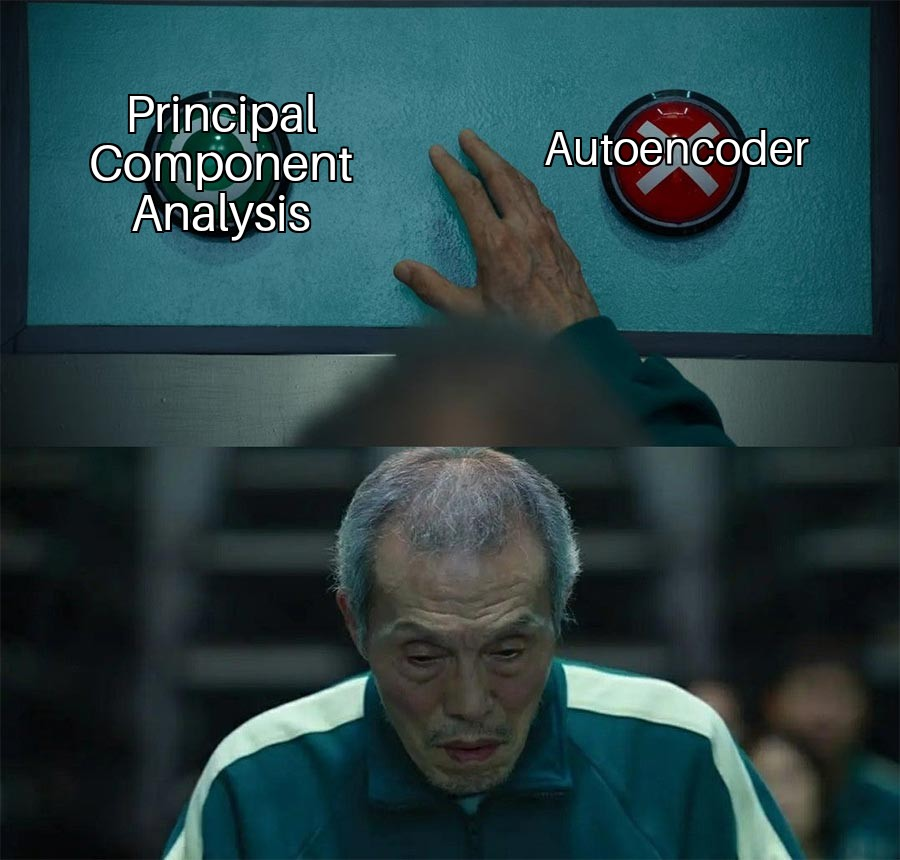 Principal
Component
Analysis
Autoencoder